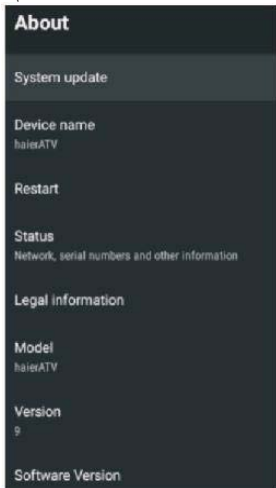 About
System update
Device name
haierATV
Restart
Status
Network, serial numbers and other information
Legal information
Model
haierATV
Version
9
Software Version